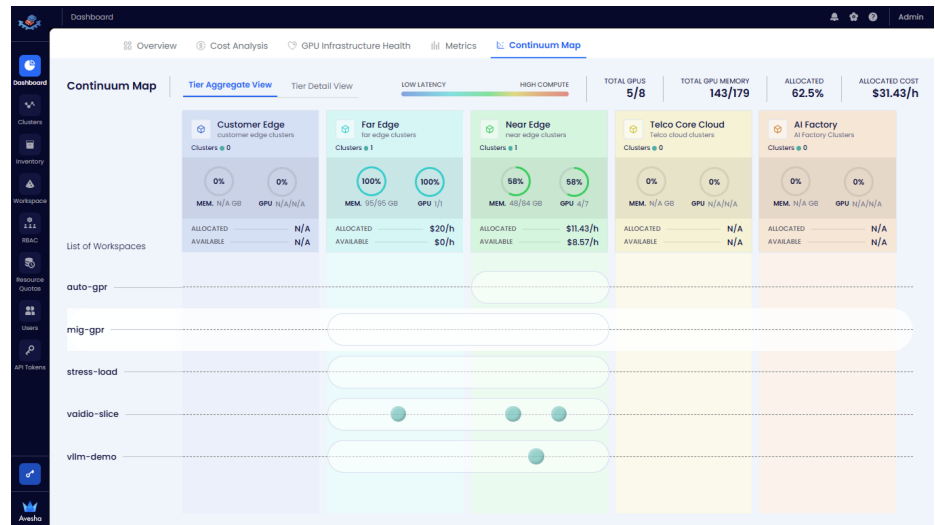 Dashboard
Admin
Overview
Cost Analysis
GPU Infrastructure Health
Metrics
Continuum Map
Dashboard
Clusters
Inventory
Workspace
RBAC
Resource
Quotas
Users
API Tokens
Avesha
Continuum Map
Tier Aggregate View
Tier Detail View
LOW LATENCY
HIGH COMPUTE
TOTAL GPUS
5/8
TOTAL GPU MEMORY
143/179
ALLOCATED
62.5%
ALLOCATED COST
$31.43/h
Customer Edge
customer edge clusters
Clusters 0
0%
0%
MEM. N/A GB
GPU N/A/N/A
ALLOCATED N/A
AVAILABLE N/A
Far Edge
far edge clusters
Clusters 1
100%
100%
MEM. 95/95 GB
GPU 1/1
ALLOCATED $20/h
AVAILABLE $0/h
Near Edge
near edge clusters
Clusters 1
58%
58%
MEM. 48/84 GB
GPU 4/7
ALLOCATED $11.43/h
AVAILABLE $8.57/h
Telco Core Cloud
Telco cloud clusters
Clusters 0
0%
0%
MEM. N/A GB
GPU N/A/N/A
ALLOCATED N/A
AVAILABLE N/A
AI Factory
AI Factory Clusters
Clusters 0
0%
0%
MEM. N/A GB
GPU N/A/N/A
ALLOCATED N/A
AVAILABLE N/A
List of Workspaces
auto-gpr
mig-gpr
stress-load
vaidio-slice
vllm-demo